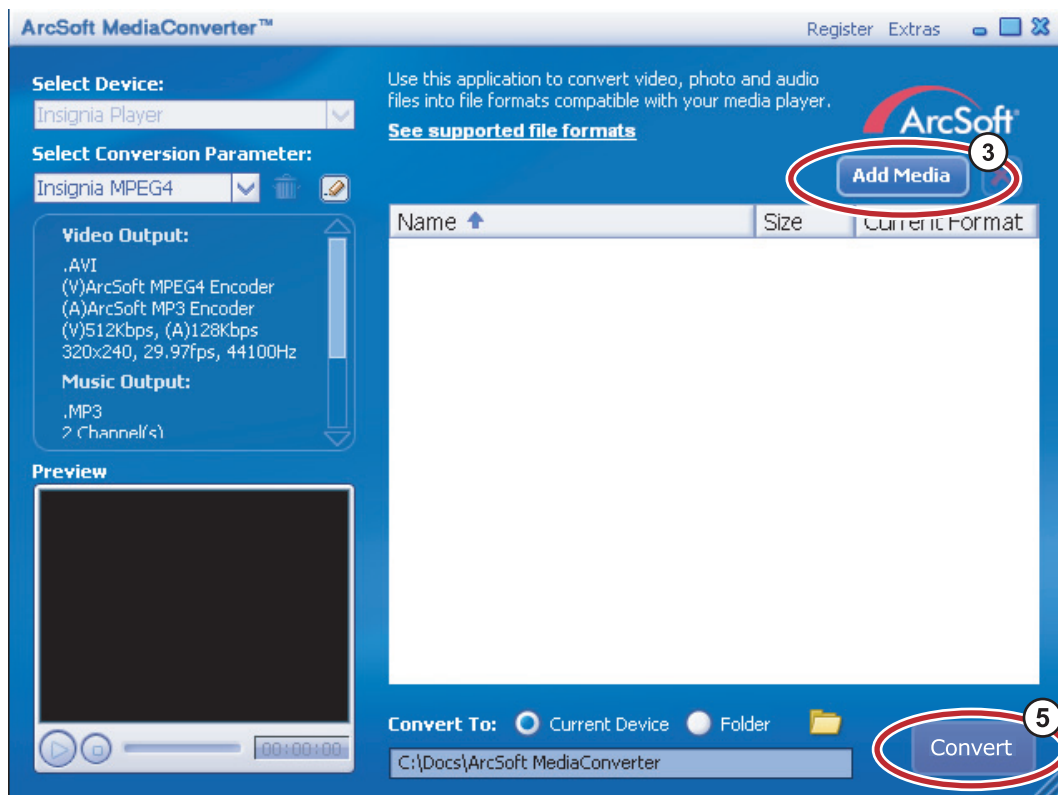 ArcSoft MediaConverter™
Register Extras
Select Device:
Insignia Player
Select Conversion Parameter:
Insignia MPEG4
Video Output:
.AVI
(V)ArcSoft MPEG4 Encoder
(A)ArcSoft MP3 Encoder
(V)512Kbps, (A)128Kbps
320x240, 29.97fps, 44100Hz
Music Output:
.MP3
2 Channel(s)
Preview
00:00:00
Use this application to convert video, photo and audio
files into file formats compatible with your media player.
See supported file formats
ArcSoft
3
Add Media
Name Size Current Format
Convert To: Current Device Folder
C:\Docs\ArcSoft MediaConverter
5
Convert